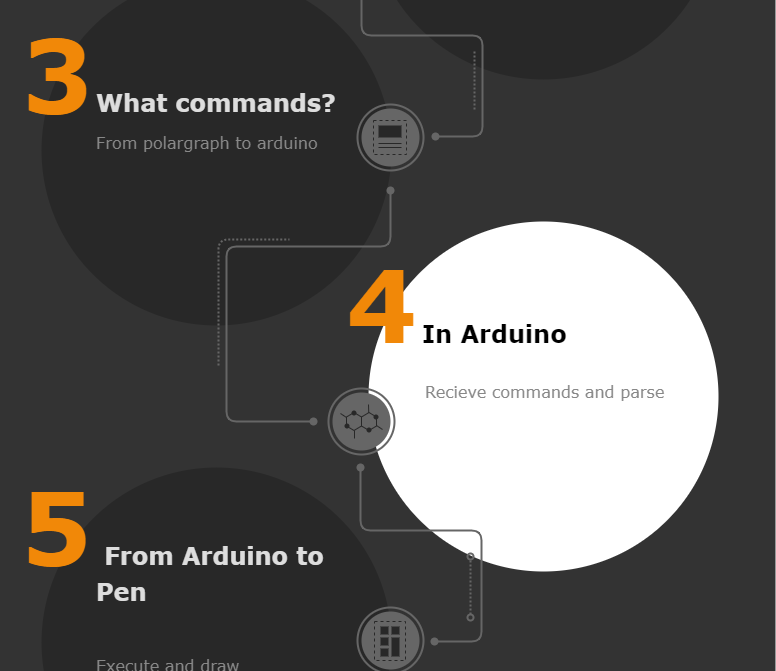 3
What commands?
From polargraph to arduino
4
In Arduino
Recieve commands and parse
5
From Arduino to
Pen
Execute and draw